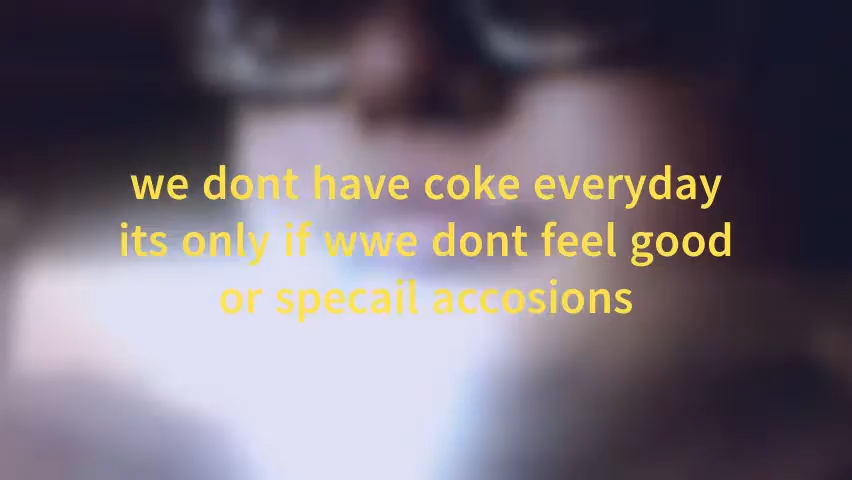 we dont have coke everyday
its only if wwe dont feel good
or specail accosions